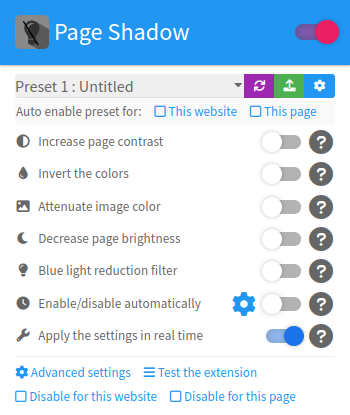 Page Shadow
Preset 1 : Untitled
Auto enable preset for: This website This page
Increase page contrast ?
Invert the colors ?
Attenuate image color ?
Decrease page brightness ?
Blue light reduction filter ?
Enable/disable automatically ?
Apply the settings in real time ?
Advanced settings Test the extension
Disable for this website Disable for this page